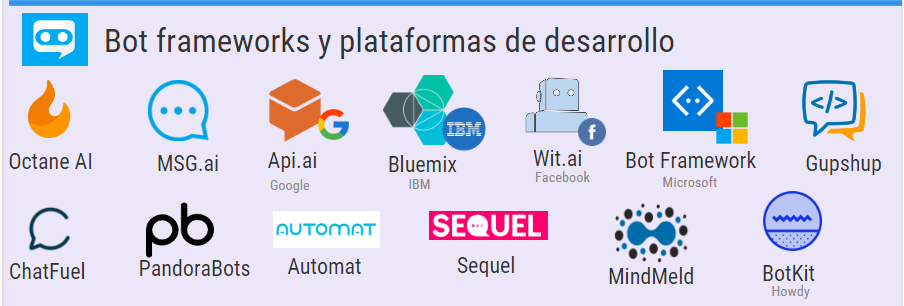 Bot frameworks y plataformas de desarrollo
Octane AI
MSG.ai
Api.ai
Google
IBM
Bluemix
IBM
Wit.ai
Facebook
Bot Framework
Microsoft
Gupshup
ChatFuel
pb
PandoraBots
AUTOMAT
Automat
SEQUEL
Sequel
MindMeld
BotKit
Howdy